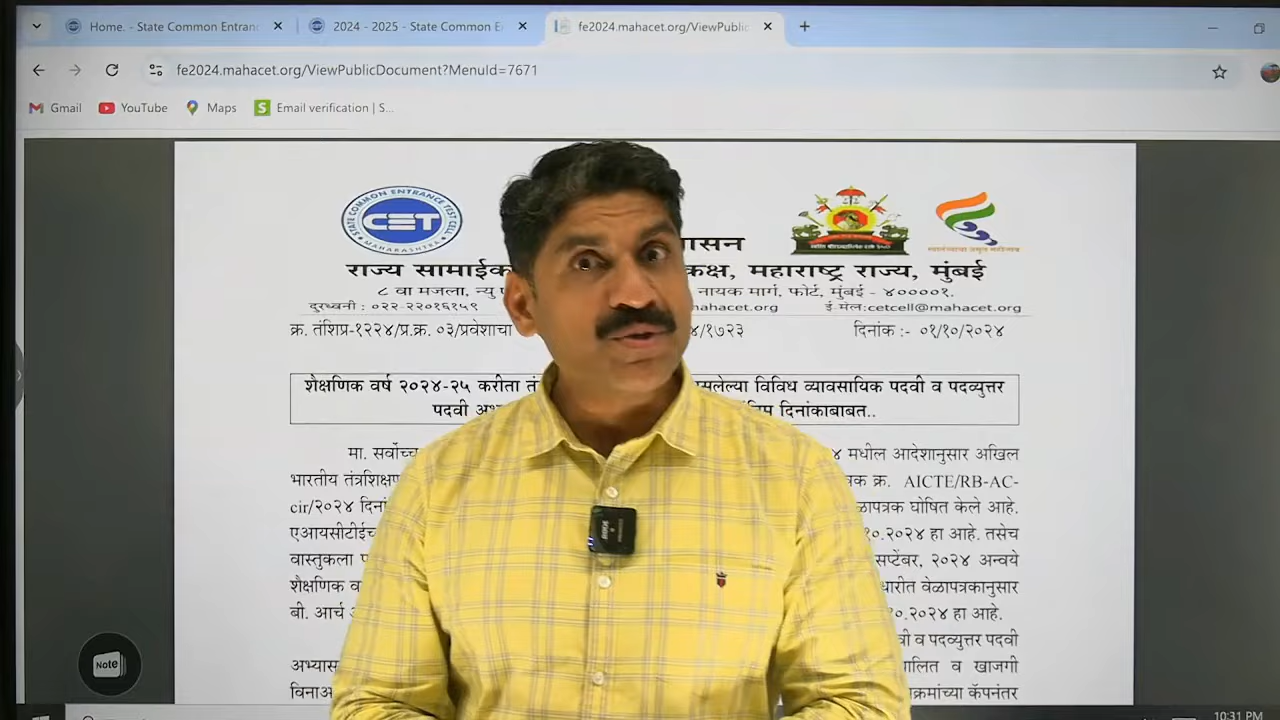 Home. - State Common Entran
2024 - 2025 - State Common E
fe2024.mahacet.org/ViewPublic
fe2024.mahacet.org/ViewPublicDocument?MenuId=7671
Gmail
YouTube
Maps
Email verification | S...
STATE COMMON ENTRANCE TEST CELL
CET
MAHARASHTRA
ासन
राज्य सामाईक कक्ष, महाराष्ट्र राज्य, मुंबई
८ वा मजला, न्यु नायक मार्ग, फोर्ट, मुंबई - ४००००१.
दुरध्वनी : ०२२-२२०१६१५९ mahacet.org ई-मेल:cetcell@mahacet.org
क्र. तंशिप्र-१२२४/प्र.क्र. ०३/प्रवेशाचा ४/१७२३ दिनांक :- ०१/१०/२०२४
शैक्षणिक वर्ष २०२४-२५ करीता तं सलेल्या विविध व्यावसायिक पदवी व पदव्युत्तर
पदवी अभ्य दिनांकाबाबत..
मा. सर्वोच्च ४ मधील आदेशानुसार अखिल
भारतीय तंत्रशिक्षण क्र. AICTE/RB-AC-
cir/२०२४ दिनां ळापत्रक घोषित केले आहे.
एआयसीटीईच १०.२०२४ हा आहे. तसेच
वास्तुकला प सप्टेंबर, २०२४ अन्वये
शैक्षणिक व र्धारीत वेळापत्रकानुसार
बी. आर्च १०.२०२४ हा आहे.
वी व पदव्युत्तर पदवी
अभ्यास ालित व खाजगी
विनाअ क्रमांच्या कॅपनंतर
Note
10:31 PM